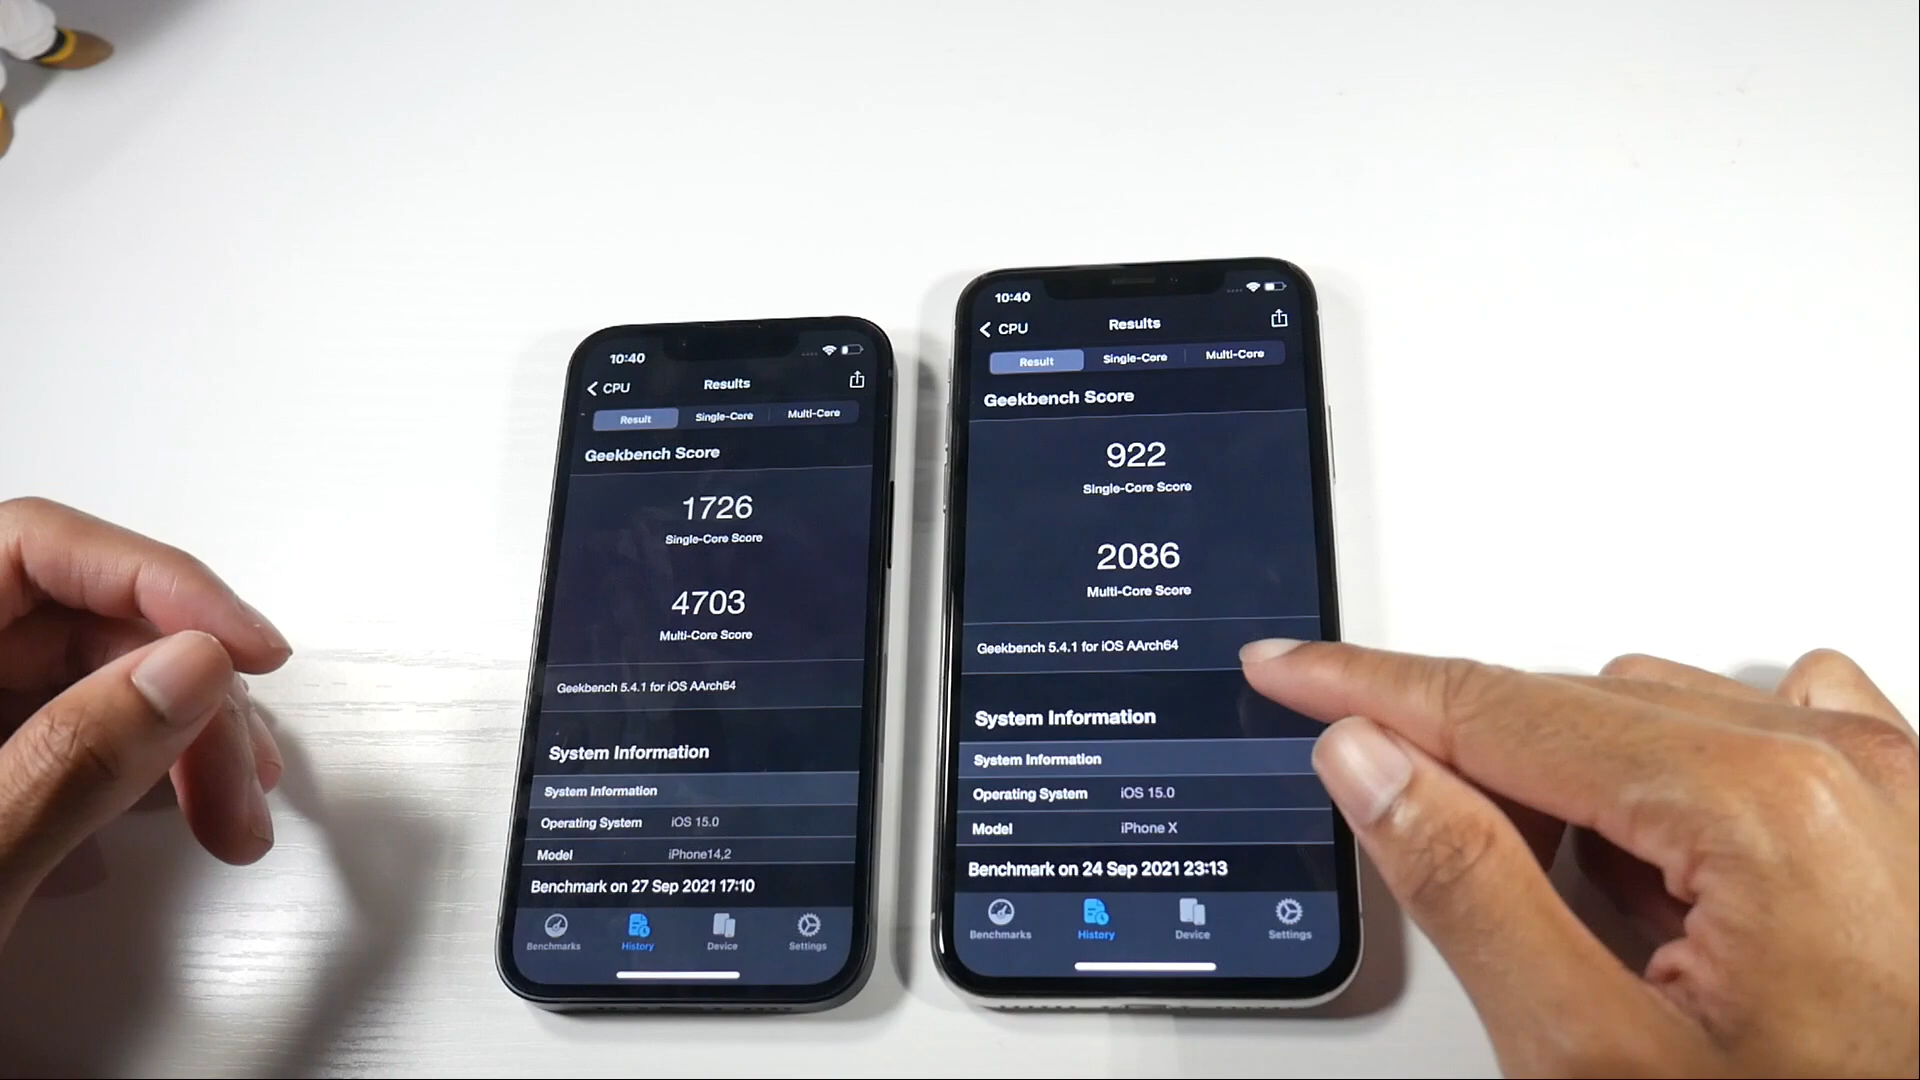 10:40
CPU
Results
Result
Single-Core
Multi-Core
Geekbench Score
1726
Single-Core Score
4703
Multi-Core Score
Geekbench 5.4.1 for iOS AArch64
System Information
System Information
Operating System iOS 15.0
Model iPhone14,2
Benchmark on 27 Sep 2021 17:10
Benchmarks
History
Device
Settings
10:40
CPU
Results
Result
Single-Core
Multi-Core
Geekbench Score
922
Single-Core Score
2086
Multi-Core Score
Geekbench 5.4.1 for iOS AArch64
System Information
System Information
Operating System iOS 15.0
Model iPhone X
Benchmark on 24 Sep 2021 23:13
Benchmarks
History
Device
Settings